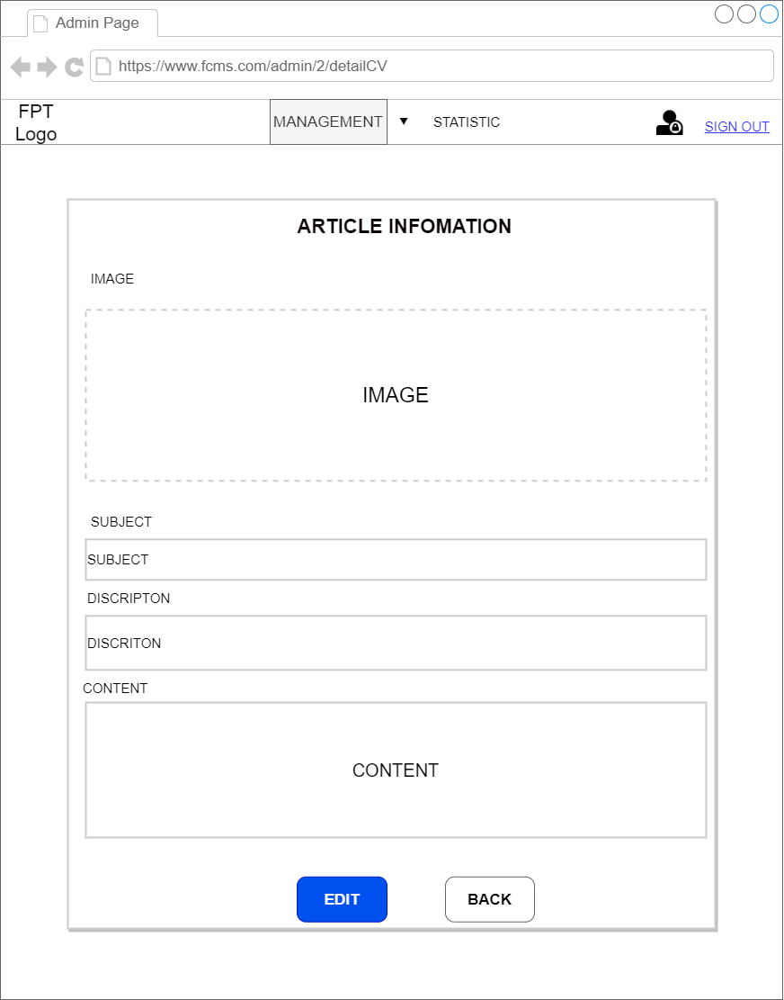 Admin Page
https://www.fcms.com/admin/2/detailCV
FPT
Logo
MANAGEMENT ▼ STATISTIC
SIGN OUT
ARTICLE INFOMATION
IMAGE
IMAGE
SUBJECT
SUBJECT
DISCRIPTON
DISCRITON
CONTENT
CONTENT
EDIT BACK